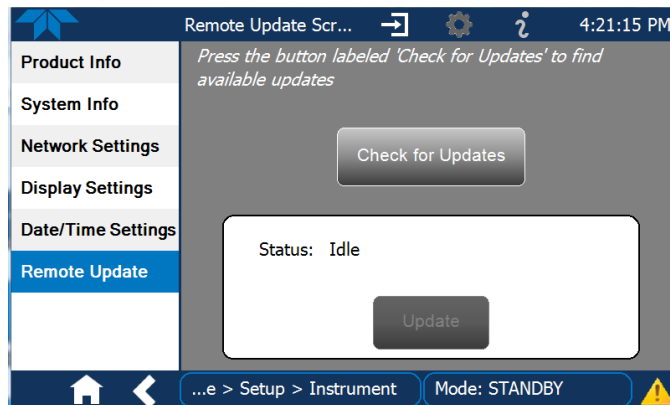 Remote Update Scr...
4:21:15 PM
Product Info
System Info
Network Settings
Display Settings
Date/Time Settings
Remote Update
Press the button labeled 'Check for Updates' to find
available updates
Check for Updates
Status: Idle
Update
...e > Setup > Instrument
Mode: STANDBY